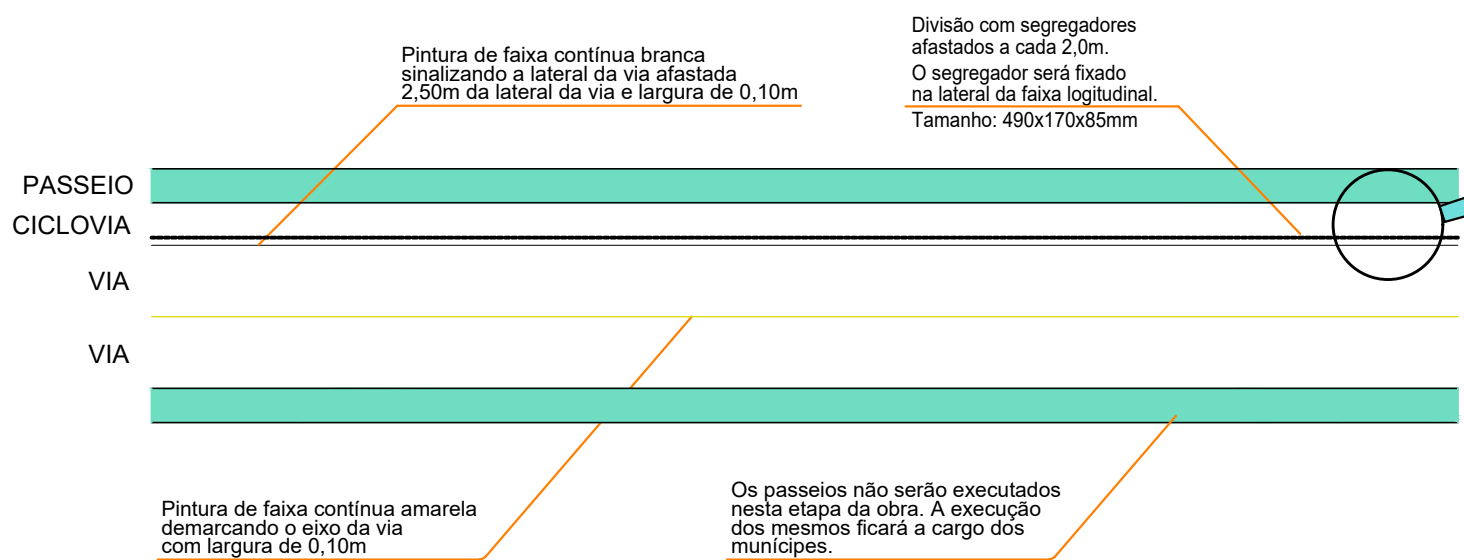 Pintura de faixa contínua branca
sinalizando a lateral da via afastada
2,50m da lateral da via e largura de 0,10m
Divisão com segregadores
afastados a cada 2,0m.
O segregador será fixado
na lateral da faixa logitudinal.
Tamanho: 490x170x85mm
PASSEIO
CICLOVIA
VIA
VIA
Pintura de faixa contínua amarela
demarcando o eixo da via
com largura de 0,10m
Os passeios não serão executados
nesta etapa da obra. A execução
dos mesmos ficará a cargo dos
munícipes.